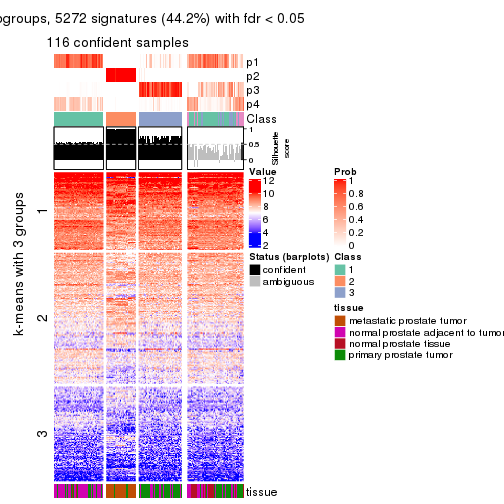 ogroups, 5272 signatures (44.2%) with fdr < 0.05
116 confident samples
p1
p2
p3
p4
Class
1
0.5
0
Silhouette
score
k-means with 3 groups
1
2
3
tissue
Value
12
10
8
6
4
2
Prob
1
0.8
0.6
0.4
0.2
0
Status (barplots)
confident
ambiguous
Class
1
2
3
tissue
metastatic prostate tumor
normal prostate adjacent to tumor
normal prostate tissue
primary prostate tumor